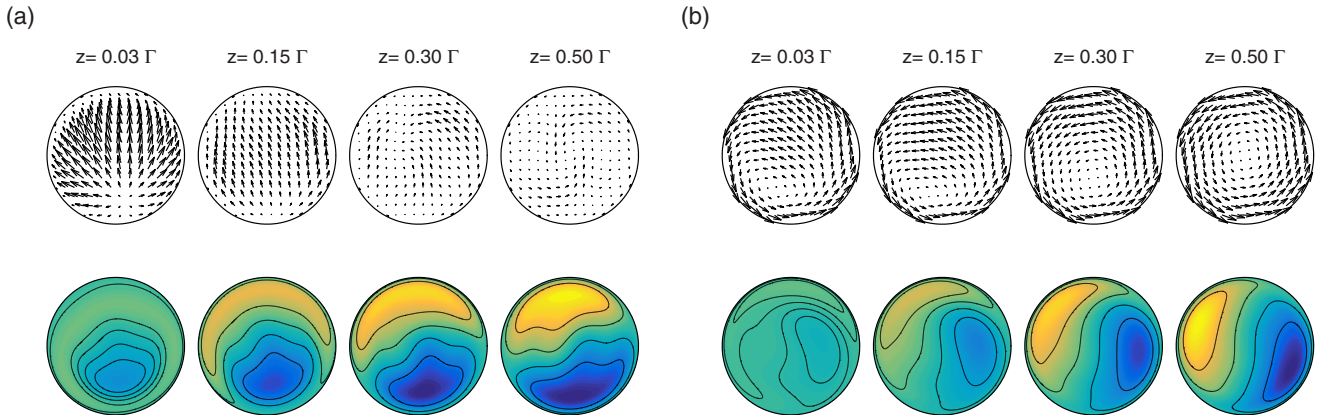 (a)
(b)
z= 0.03 Γ
z= 0.15 Γ
z= 0.30 Γ
z= 0.50 Γ
z= 0.03 Γ
z= 0.15 Γ
z= 0.30 Γ
z= 0.50 Γ